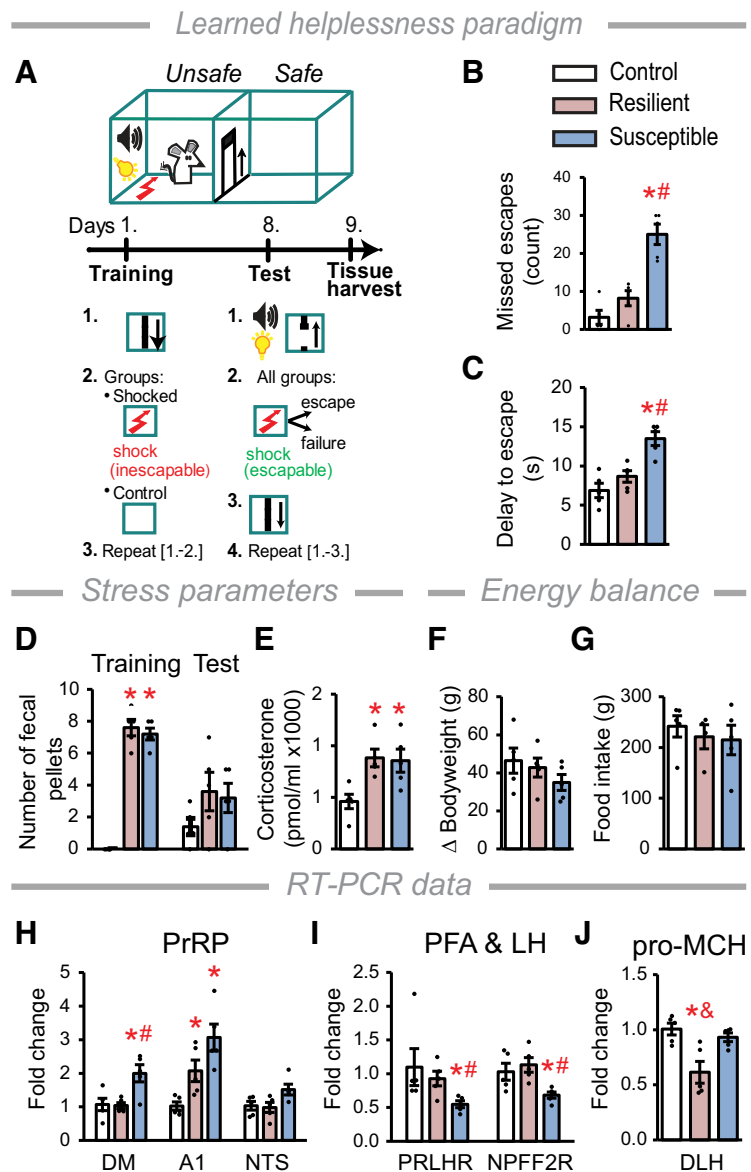 Learned helplessness paradigm
A
Unsafe Safe
Days 1. 8. 9.
Training Test Tissue
harvest
1.
2. Groups:
• Shocked
shock
(inescapable)
• Control
3. Repeat [1.-2.]
1.
2. All groups:
escape
failure
shock
(escapable)
3.
4. Repeat [1.-3.]
B
Control
Resilient
Susceptible
Missed escapes
(count)
40
30
20
10
0
*#
C
Delay to escape
(s)
20
15
10
5
0
*#
Stress parameters
Energy balance
D
Training Test
Number of fecal
pellets
10
8
6
4
2
0
* *
E
Corticosterone
(pmol/ml x1000)
2
1
1
0
* *
F
Δ Bodyweight (g)
80
60
40
20
0
G
Food intake (g)
300
200
100
0
RT-PCR data
H
PrRP
Fold change
5
4
3
2
1
0
*#
*
*
DM A1 NTS
I
PFA & LH
Fold change
2.5
2.0
1.5
1.0
0.5
0.0
*#
*#
PRLHR NPFF2R
J
pro-MCH
Fold change
1.5
1.0
0.5
0.0
*&
DLH